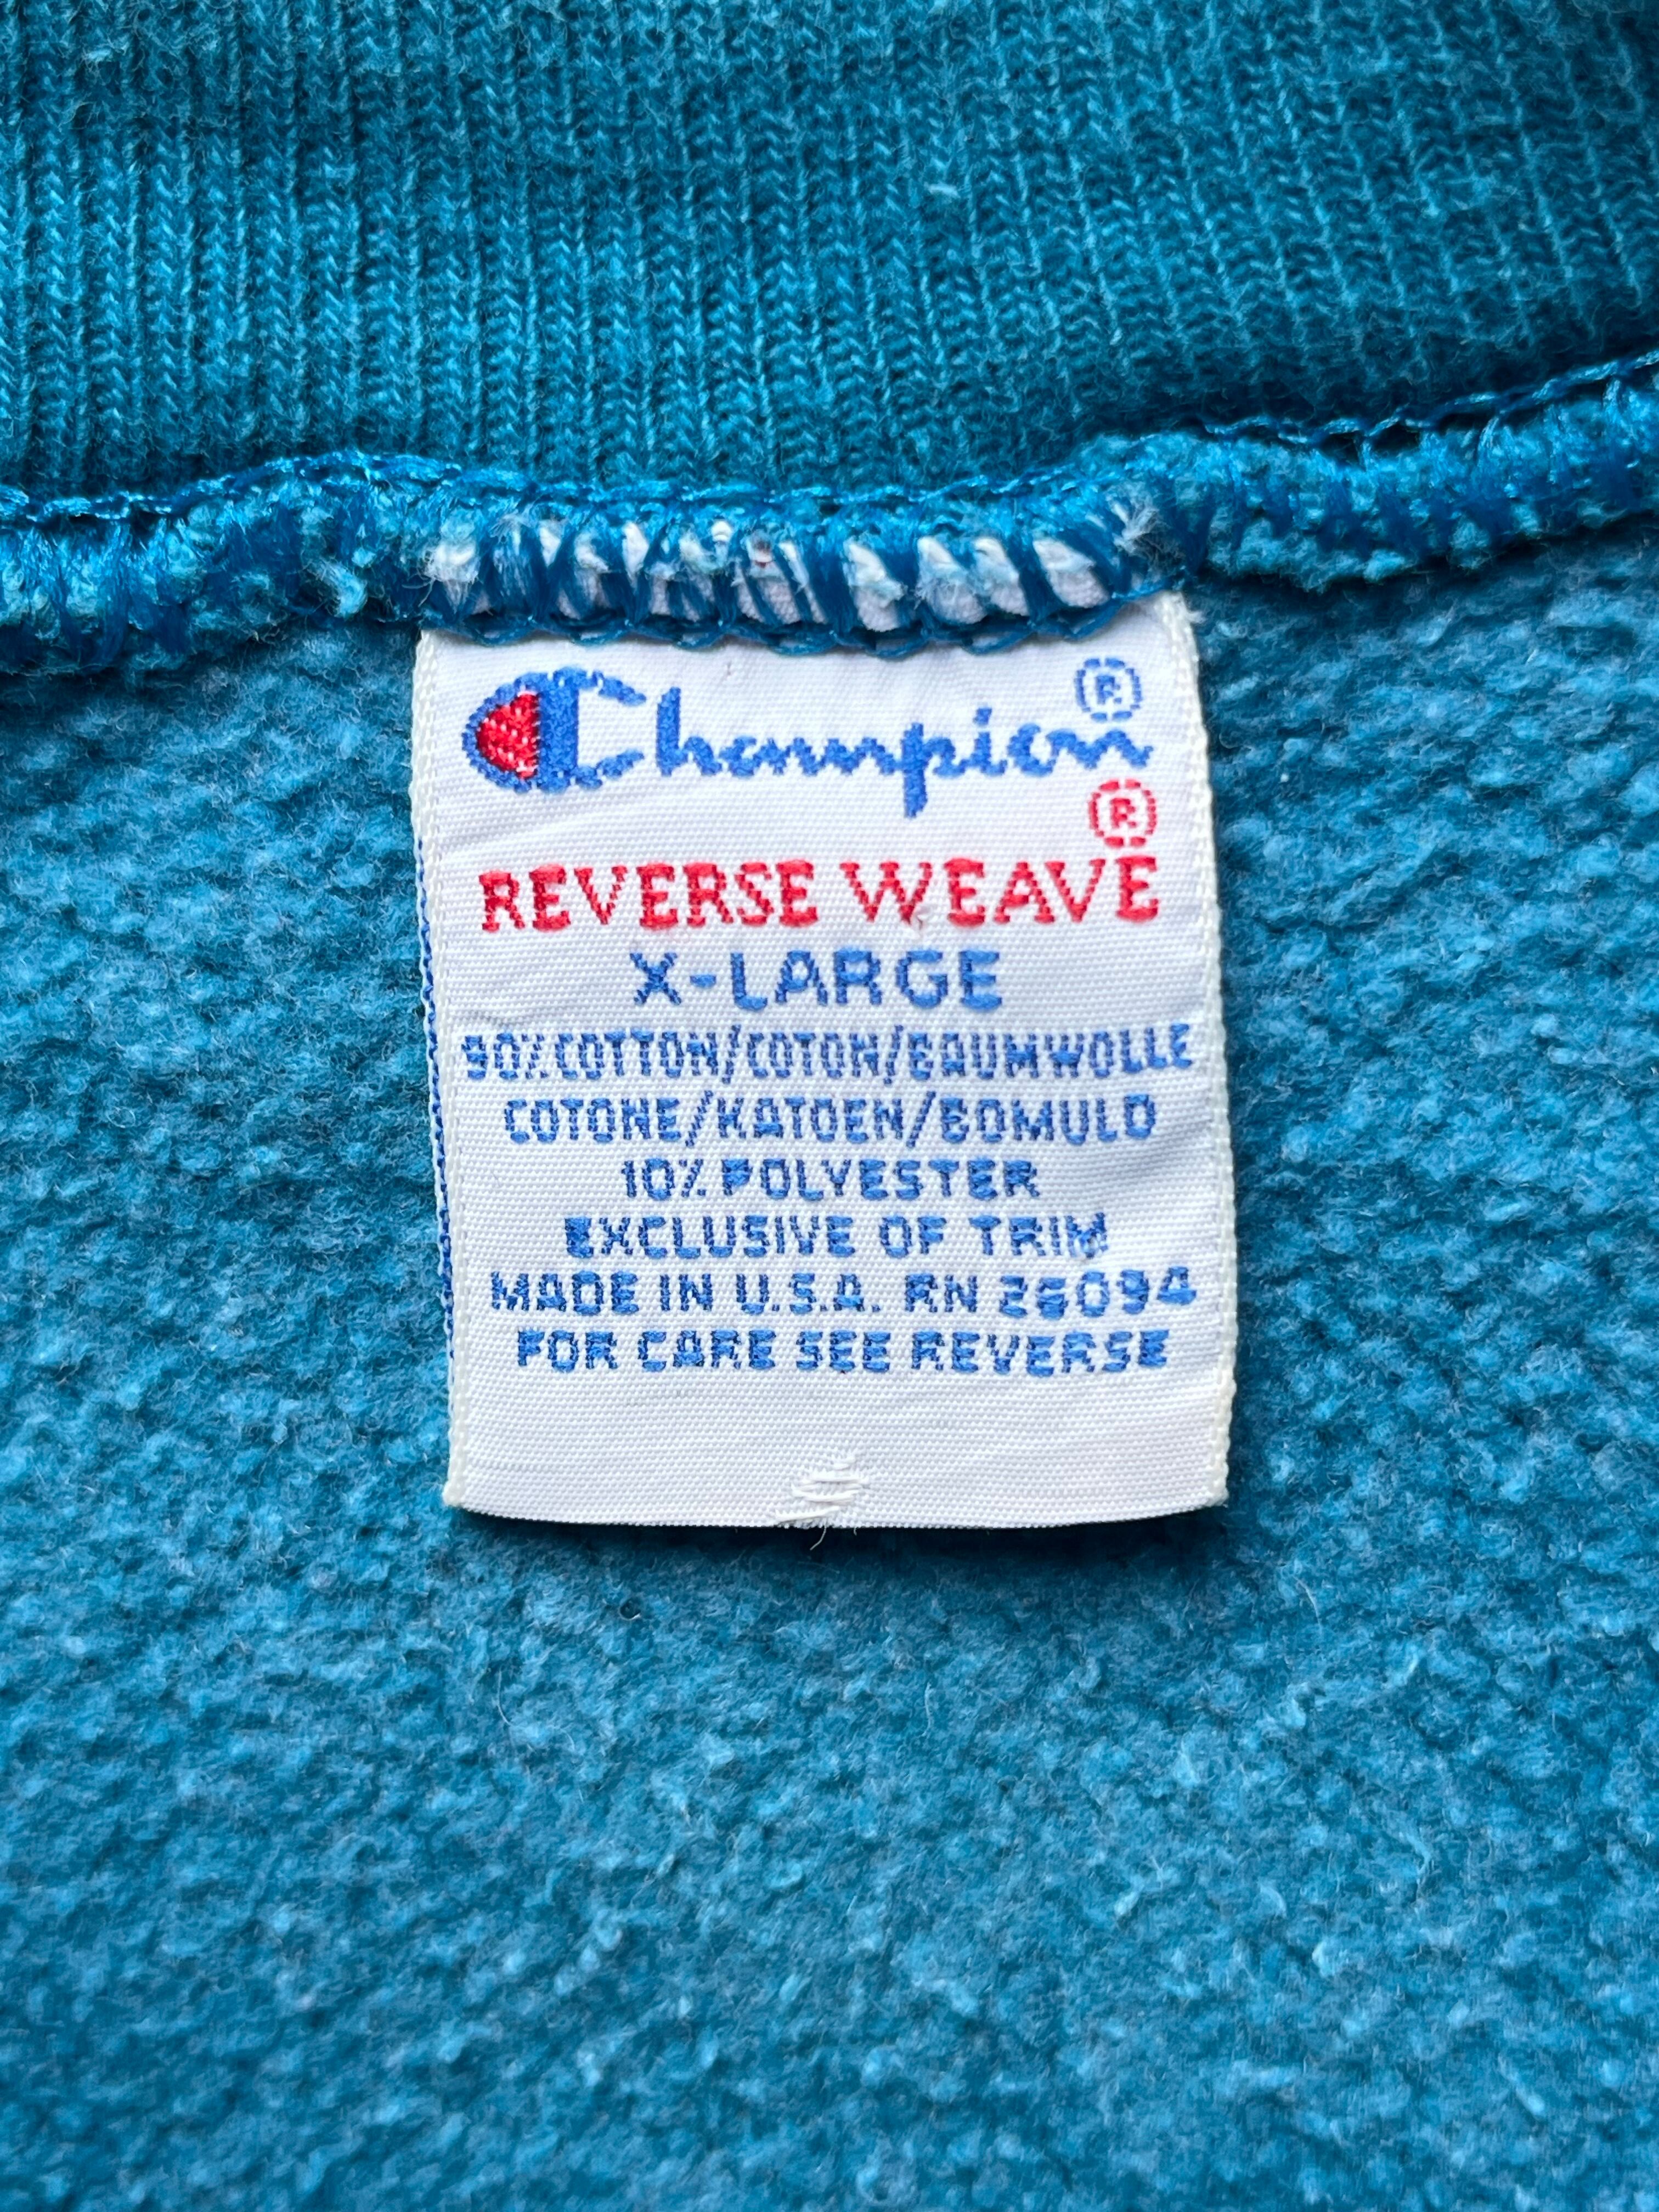 Champion®
®
REVERSE WEAVE
X-LARGE
90% COTTON/COTON/BAUMWOLLE
COTONE/KATOEN/BOMULD
10% POLYESTER
EXCLUSIVE OF TRIM
MADE IN U.S.A. RN 26094
FOR CARE SEE REVERSE